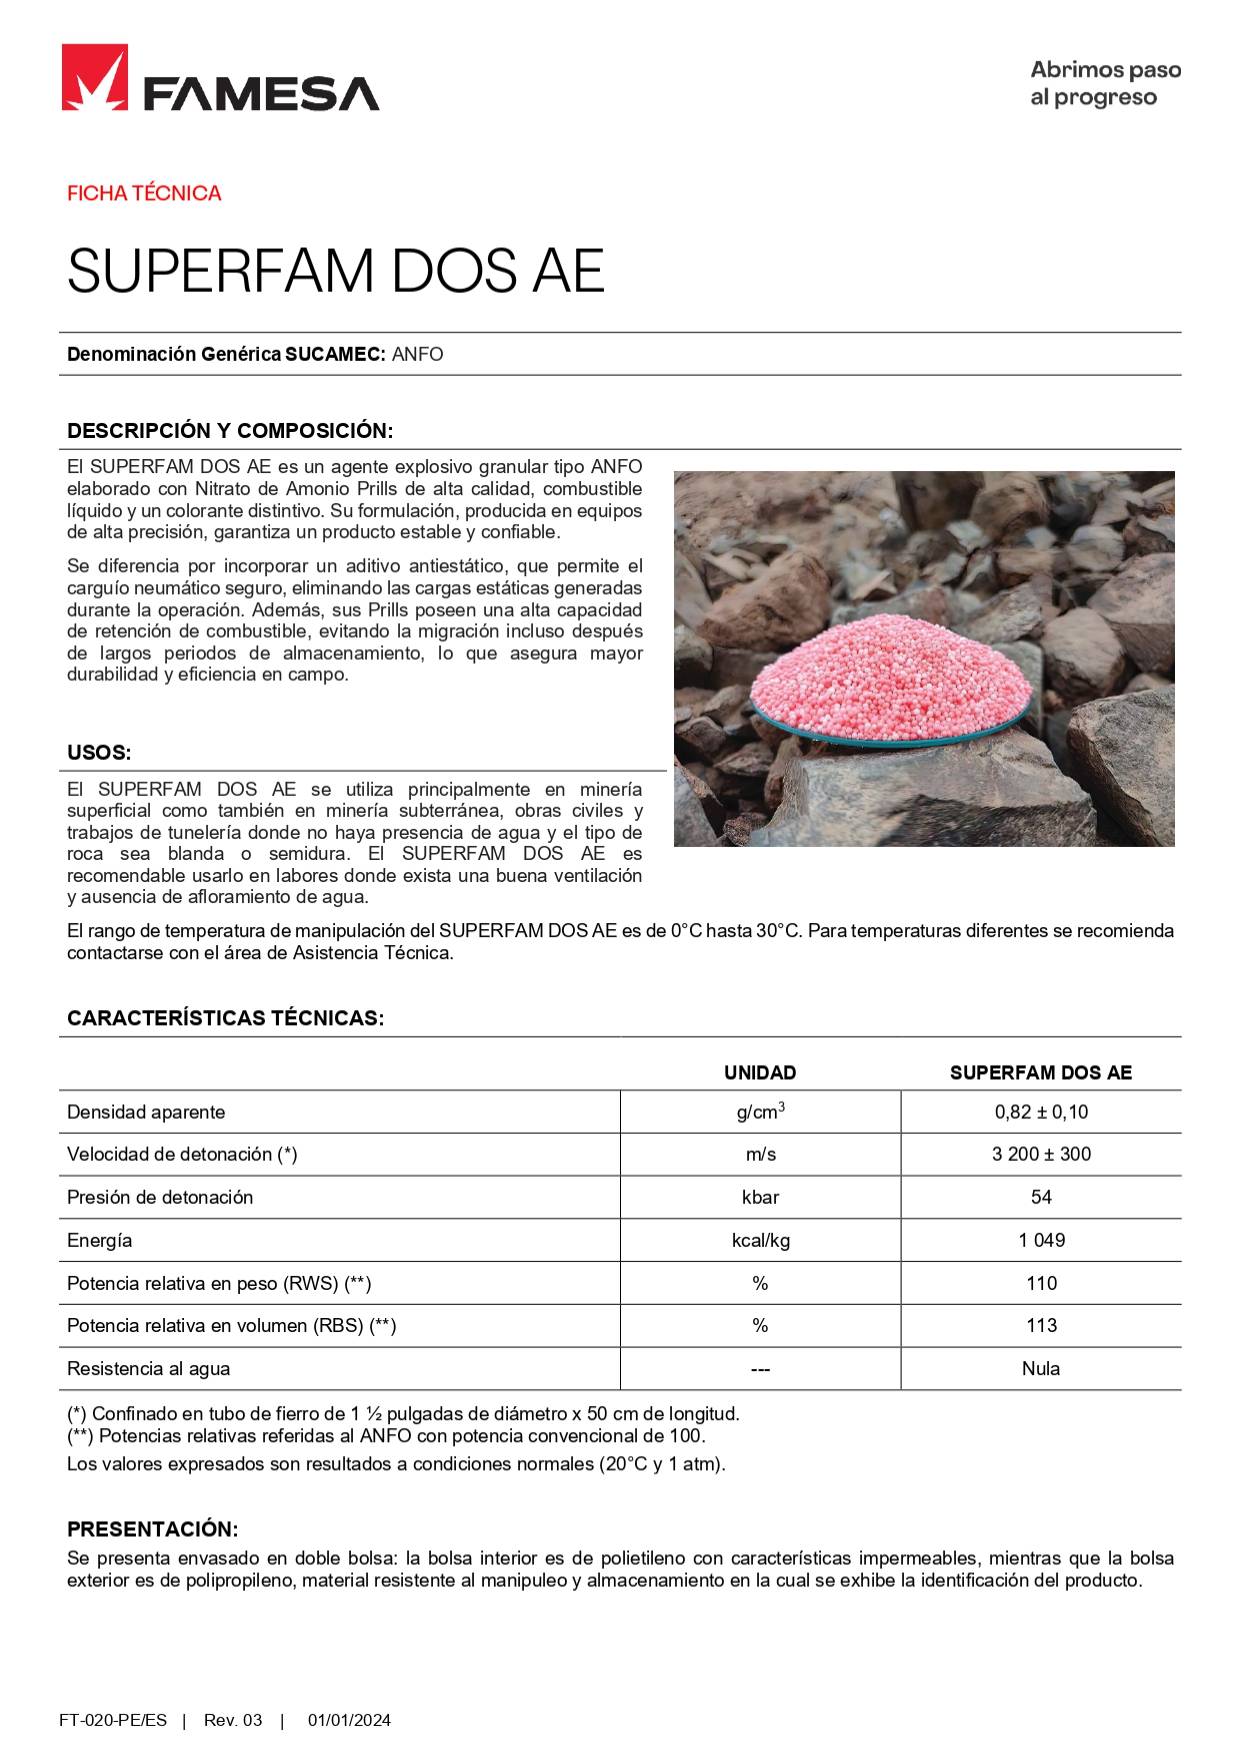 FAMESA
Abrimos paso
al progreso
FICHA TÉCNICA
SUPERFAM DOS AE
Denominación Genérica SUCAMEC: ANFO
DESCRIPCIÓN Y COMPOSICIÓN:
El SUPERFAM DOS AE es un agente explosivo granular tipo ANFO
elaborado con Nitrato de Amonio Prills de alta calidad, combustible
líquido y un colorante distintivo. Su formulación, producida en equipos
de alta precisión, garantiza un producto estable y confiable.
Se diferencia por incorporar un aditivo antiestático, que permite el
carguío neumático seguro, eliminando las cargas estáticas generadas
durante la operación. Además, sus Prills poseen una alta capacidad
de retención de combustible, evitando la migración incluso después
de largos periodos de almacenamiento, lo que asegura mayor
durabilidad y eficiencia en campo.
USOS:
El SUPERFAM DOS AE se utiliza principalmente en minería
superficial como también en minería subterránea, obras civiles y
trabajos de tunelería donde no haya presencia de agua y el tipo de
roca sea blanda o semidura. El SUPERFAM DOS AE es
recomendable usarlo en labores donde exista una buena ventilación
y ausencia de afloramiento de agua.
El rango de temperatura de manipulación del SUPERFAM DOS AE es de 0°C hasta 30°C. Para temperaturas diferentes se recomienda
contactarse con el área de Asistencia Técnica.
CARACTERÍSTICAS TÉCNICAS:
UNIDAD SUPERFAM DOS AE
Densidad aparente g/cm³ 0,82 ± 0,10
Velocidad de detonación (*) m/s 3 200 ± 300
Presión de detonación kbar 54
Energía kcal/kg 1 049
Potencia relativa en peso (RWS) (**) % 110
Potencia relativa en volumen (RBS) (**) % 113
Resistencia al agua --- Nula
(*) Confinado en tubo de fierro de 1 ½ pulgadas de diámetro x 50 cm de longitud.
(**) Potencias relativas referidas al ANFO con potencia convencional de 100.
Los valores expresados son resultados a condiciones normales (20°C y 1 atm).
PRESENTACIÓN:
Se presenta envasado en doble bolsa: la bolsa interior es de polietileno con características impermeables, mientras que la bolsa
exterior es de polipropileno, material resistente al manipuleo y almacenamiento en la cual se exhibe la identificación del producto.
FT-020-PE/ES | Rev. 03 | 01/01/2024